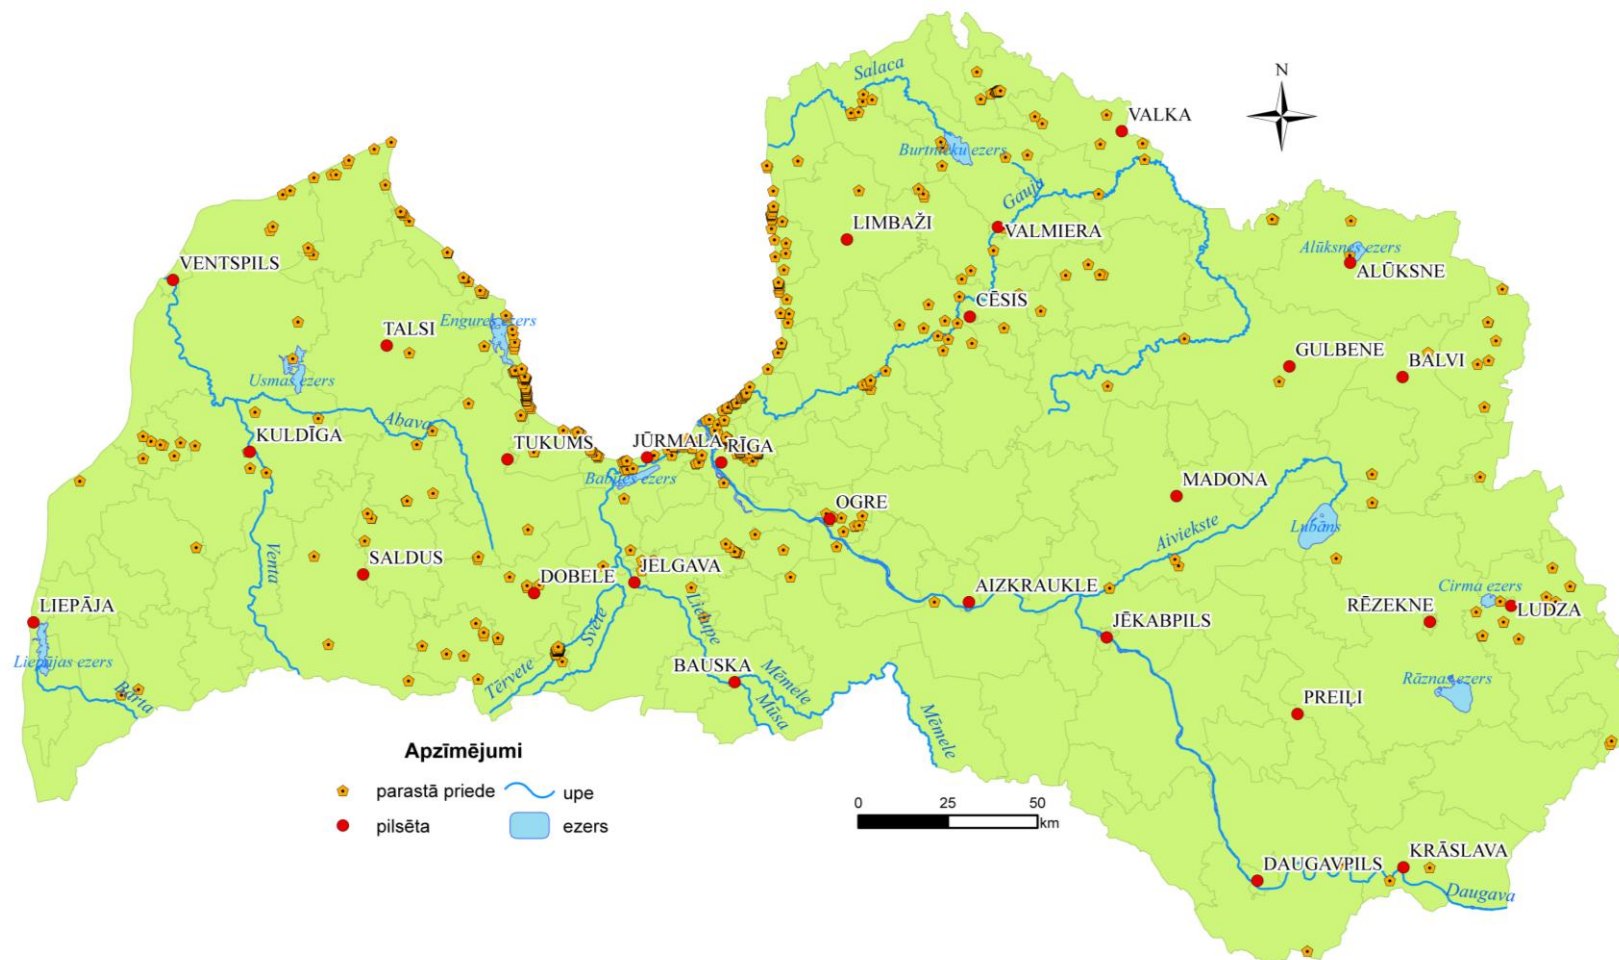 Salaca
N
VALKA
Burtnieku ezers
Gauja
LIMBAŽI
VALMIERA
Alūksnes ezers
ALŪKSNE
VENTSPILS
CĒSIS
Engures ezers
TALSI
GULBENE
BALVI
Usmas ezers
Abava
KULDĪGA
TUKUMS
JŪRMALA
RĪGA
Babītes ezers
MADONA
OGRE
Lubāns
Aiviekste
Venta
SALDUS
DOBELE
JELGAVA
AIZKRAUKLE
Cirma ezers
LUDZA
LIEPĀJA
Svēte
Lielupe
JĒKABPILS
RĒZEKNE
Liepājas ezers
Tērvete
BAUSKA
Mēmele
Rāznas ezers
Bārta
Mūsa
Mēmele
PREIĻI
Apzīmējumi
parastā priede
upe
pilsēta
ezers
0 25 50
km
DAUGAVPILS
KRĀSLAVA
Daugava